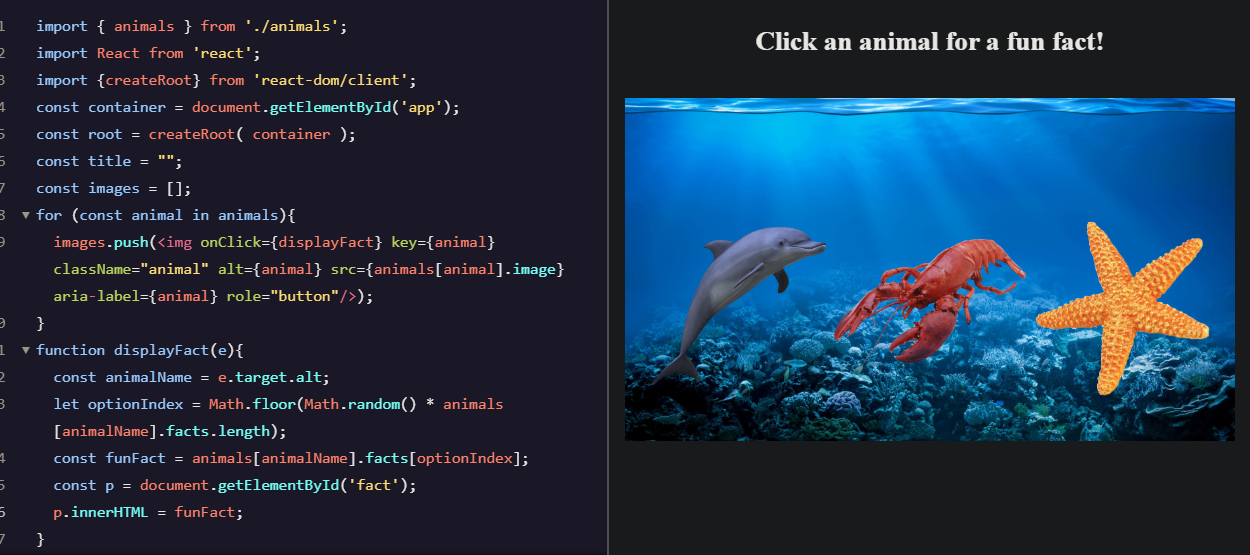 1 import { animals } from './animals';
2 import React from 'react';
3 import {createRoot} from 'react-dom/client';
4 const container = document.getElementById('app');
5 const root = createRoot( container );
6 const title = "";
7 const images = [];
8 for (const animal in animals){
9 images.push(<img onClick={displayFact} key={animal}
className="animal" alt={animal} src={animals[animal].image}
aria-label={animal} role="button"/>);
0 }
1 function displayFact(e){
2 const animalName = e.target.alt;
3 let optionIndex = Math.floor(Math.random() * animals
[animalName].facts.length);
4 const funFact = animals[animalName].facts[optionIndex];
5 const p = document.getElementById('fact');
6 p.innerHTML = funFact;
7 }
Click an animal for a fun fact!